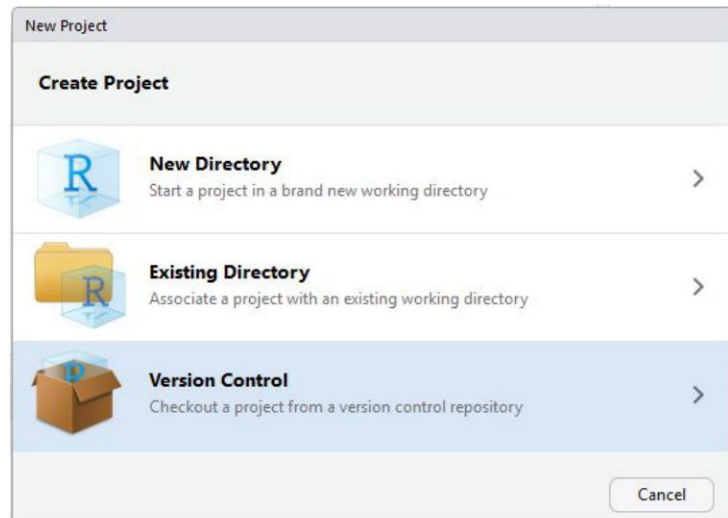 New Project
Create Project
R
New Directory
Start a project in a brand new working directory
R
Existing Directory
Associate a project with an existing working directory
R
Version Control
Checkout a project from a version control repository
Cancel